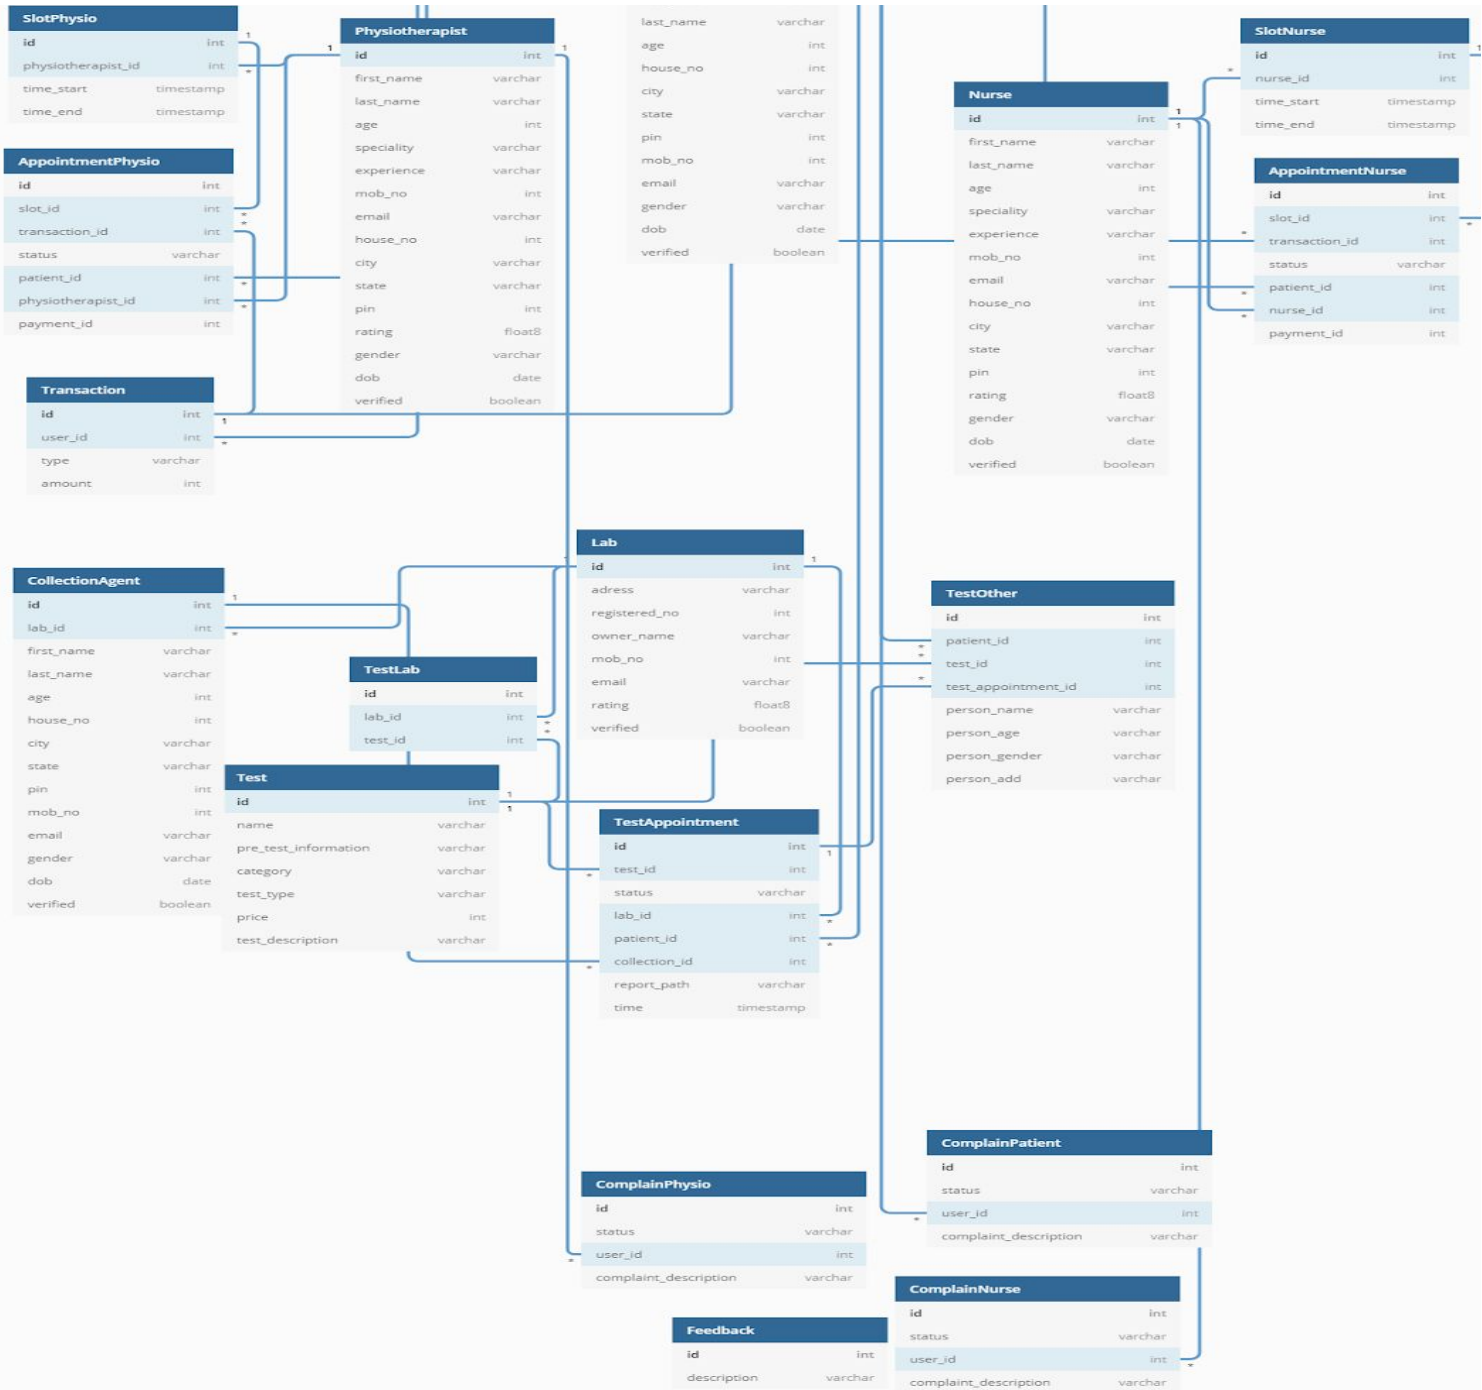 SlotPhysio
id int
physiotherapist_id int
time_start timestamp
time_end timestamp
1
*
AppointmentPhysio
id int
slot_id int
transaction_id int
status varchar
patient_id int
physiotherapist_id int
payment_id int
*
*
*
*
Transaction
id int
user_id int
type varchar
amount int
1
*
1
Physiotherapist
id int
first_name varchar
last_name varchar
age int
speciality varchar
experience varchar
mob_no int
email varchar
house_no int
city varchar
state varchar
pin int
rating float8
gender varchar
dob date
verified boolean
1
last_name varchar
age int
house_no int
city varchar
state varchar
pin int
mob_no int
email varchar
gender varchar
dob date
verified boolean
Nurse
id int
first_name varchar
last_name varchar
age int
speciality varchar
experience varchar
mob_no int
email varchar
house_no int
city varchar
state varchar
pin int
rating float8
gender varchar
dob date
verified boolean
1
1
SlotNurse
id int
nurse_id int
time_start timestamp
time_end timestamp
*
1
AppointmentNurse
id int
slot_id int
transaction_id int
status varchar
patient_id int
nurse_id int
payment_id int
*
*
*
*
CollectionAgent
id int
lab_id int
first_name varchar
last_name varchar
age int
house_no int
city varchar
state varchar
pin int
mob_no int
email varchar
gender varchar
dob date
verified boolean
1
*
TestLab
id int
lab_id int
test_id int
*
*
Test
id int
name varchar
pre_test_information varchar
category varchar
test_type varchar
price int
test_description varchar
1
1
1
Lab
id int
adress varchar
registered_no int
owner_name varchar
mob_no int
email varchar
rating float8
verified boolean
1
TestAppointment
id int
test_id int
status varchar
lab_id int
patient_id int
collection_id int
report_path varchar
time timestamp
1
*
*
*
*
TestOther
id int
patient_id int
test_id int
test_appointment_id int
person_name varchar
person_age varchar
person_gender varchar
person_add varchar
*
*
*
ComplainPatient
id int
status varchar
user_id int
complaint_description varchar
*
ComplainPhysio
id int
status varchar
user_id int
complaint_description varchar
*
ComplainNurse
id int
status varchar
user_id int
complaint_description varchar
*
Feedback
id int
description varchar